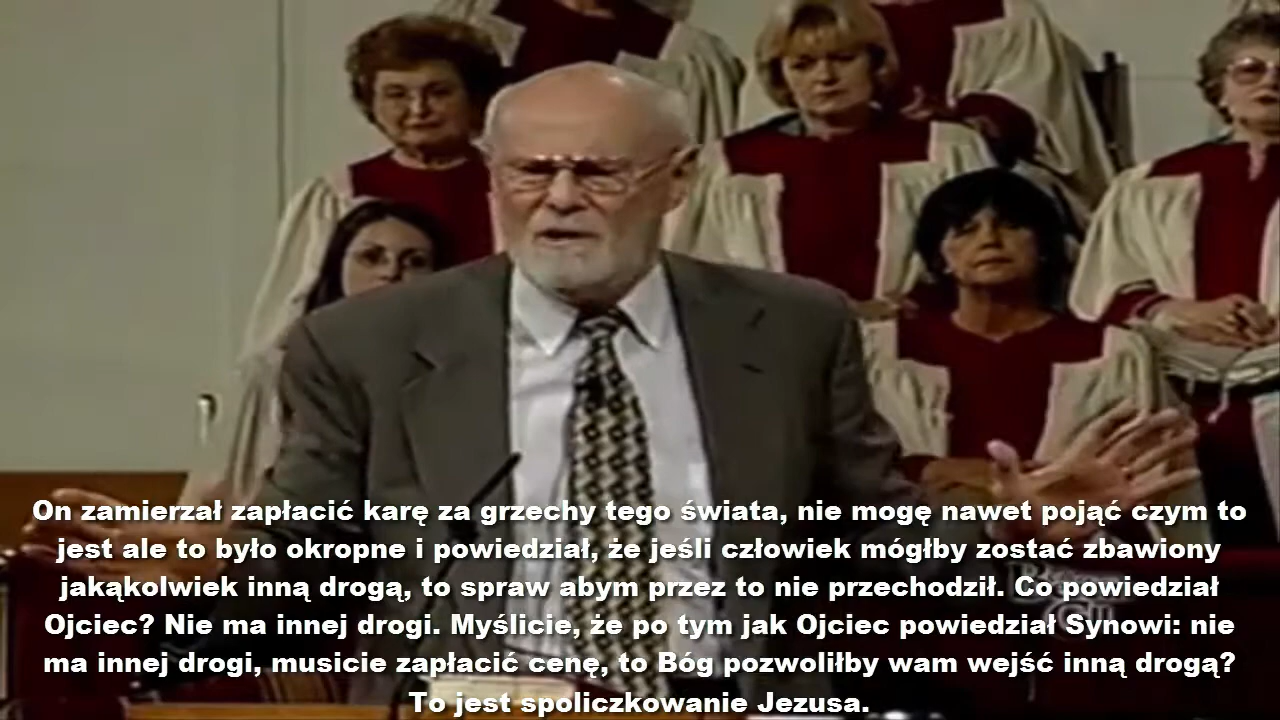 On zamierzał zapłacić karę za grzechy tego świata, nie mogę nawet pojąć czym to
jest ale to było okropne i powiedział, że jeśli człowiek mógłby zostać zbawiony
jakąkolwiek inną drogą, to spraw abym przez to nie przechodził. Co powiedział
Ojciec? Nie ma innej drogi. Myślicie, że po tym jak Ojciec powiedział Synowi: nie
ma innej drogi, musicie zapłacić cenę, to Bóg pozwoliłby wam wejść inną drogą?
To jest spoliczkowanie Jezusa.